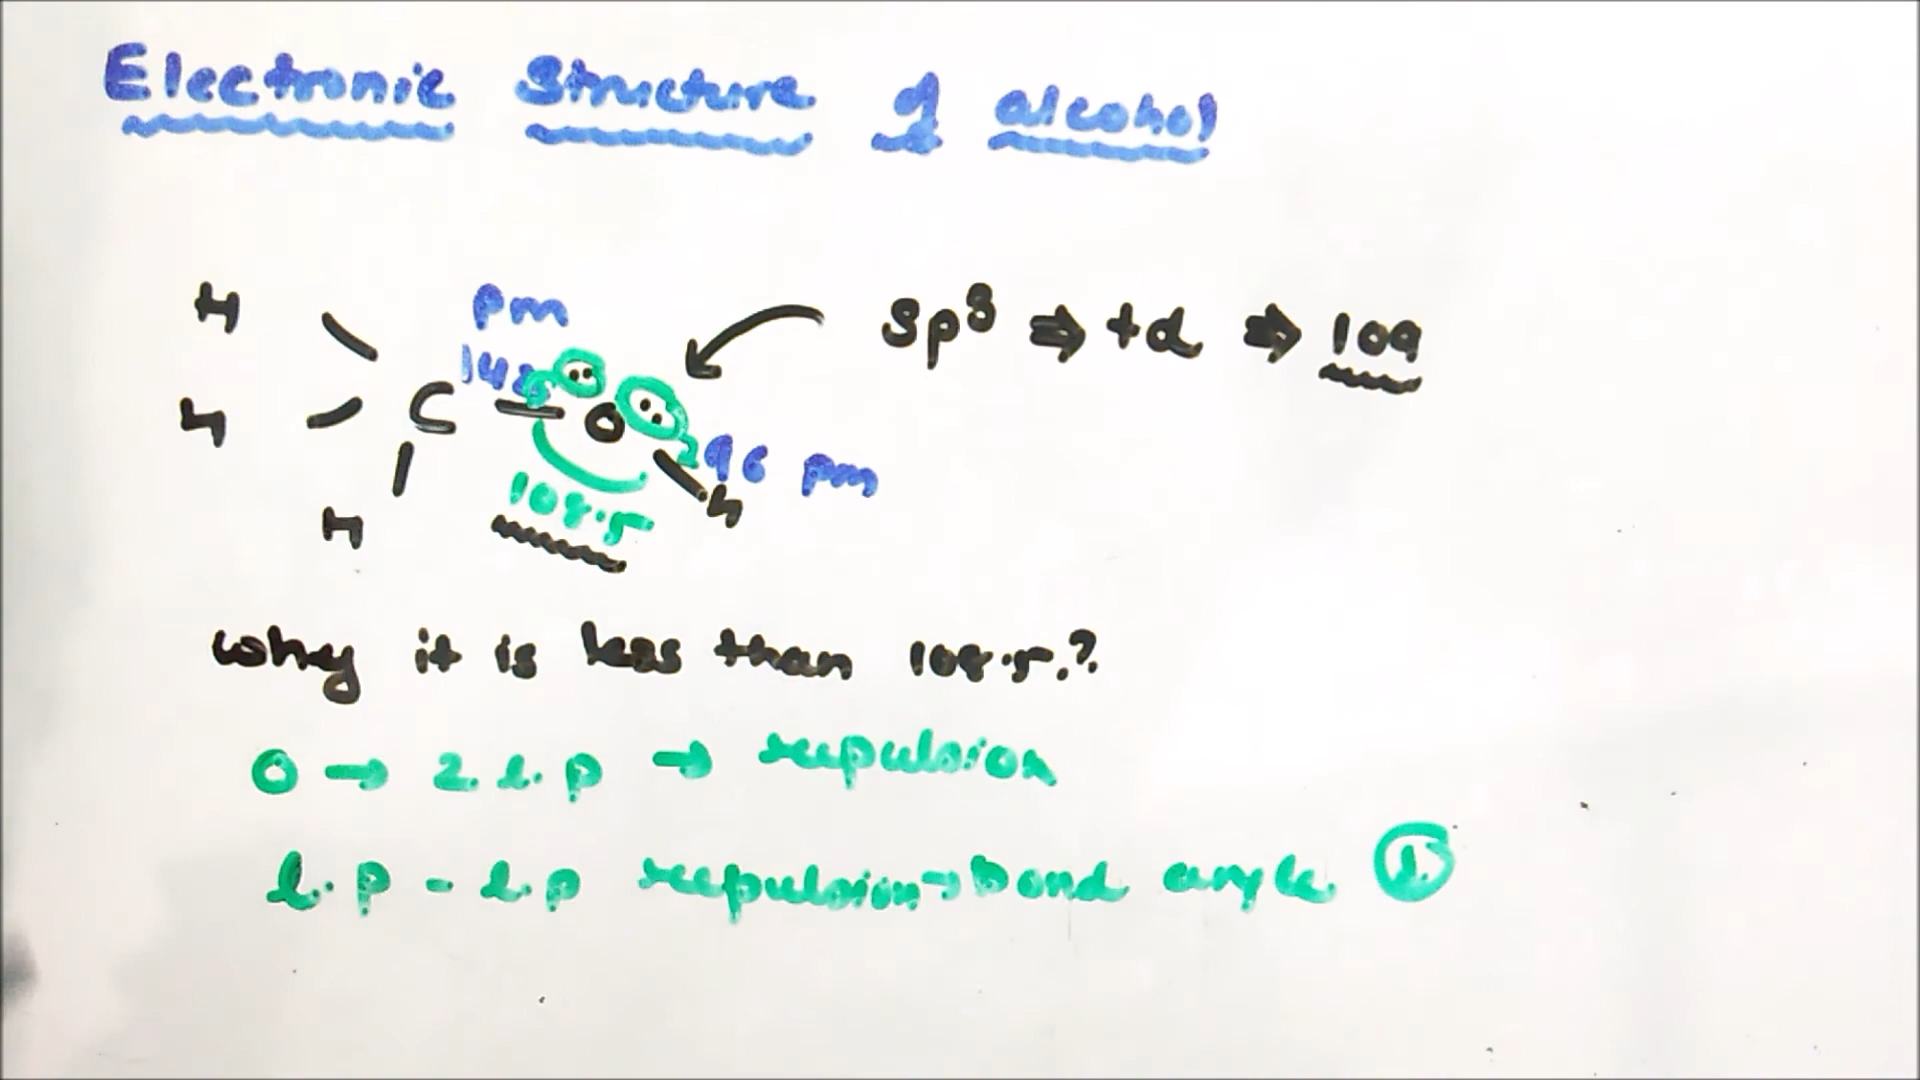 Electronic Structure of alcohol
H
pm
sp3 ⇒ td ⇒ 109
142
H
C
O
96 pm
108.5
H
H
why it is less than 108.5.?
O → 2 l.p → repulsion
l.p - l.p repulsion → bond angle ↓